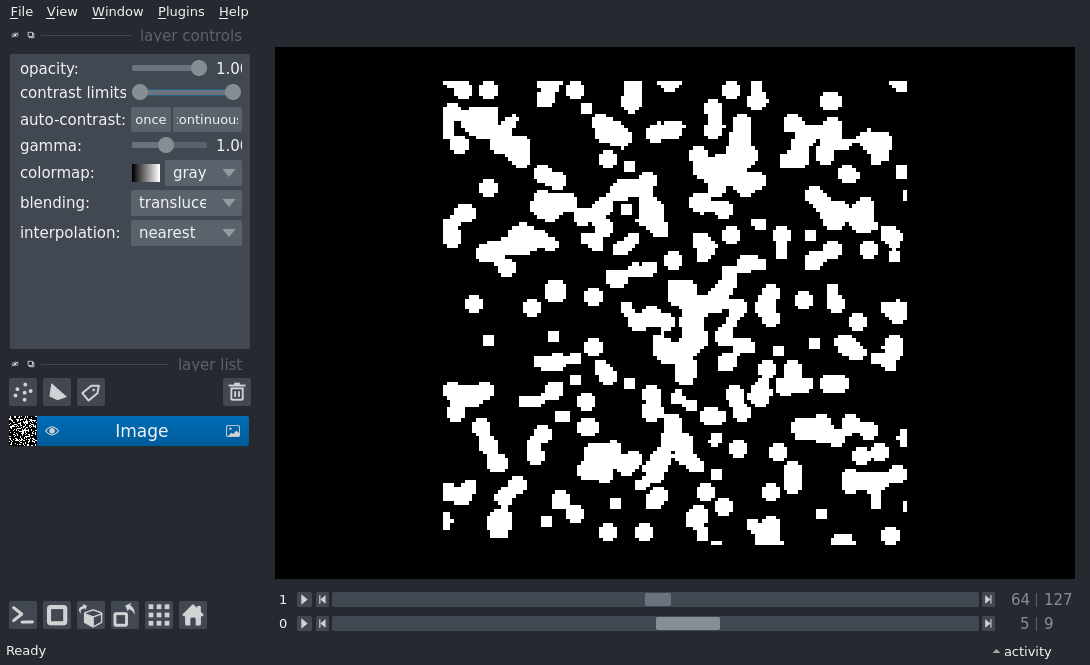 File View Window Plugins Help
layer controls
opacity: 1.0
contrast limits
auto-contrast: once ontinuou
gamma: 1.0
colormap: gray
blending: transluce
interpolation: nearest
layer list
Image
1 64 | 127
0 5 | 9
Ready activity